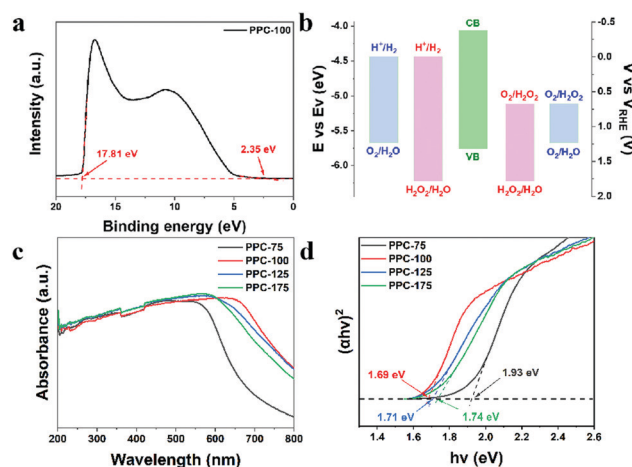 a
PPC-100
Intensity (a.u.)
17.81 eV
2.35 eV
20
15
10
5
0
Binding energy (eV)
b
E vs Ev (eV)
-4.0
-4.5
-5.0
-5.5
-6.0
H⁺/H₂
H⁺/H₂
CB
O₂/H₂O₂
O₂/H₂O₂
O₂/H₂O
VB
O₂/H₂O
H₂O₂/H₂O
H₂O₂/H₂O
-0.5
0.0
0.5
1.0
1.5
2.0
V vs V_RHE
c
PPC-75
PPC-100
PPC-125
PPC-175
Absorbance (a.u.)
200
300
400
500
600
700
800
Wavelength (nm)
d
PPC-75
PPC-100
PPC-125
PPC-175
(αhν)²
1.69 eV
1.93 eV
1.71 eV
1.74 eV
1.4
1.6
1.8
2.0
2.2
2.4
2.6
hν (eV)